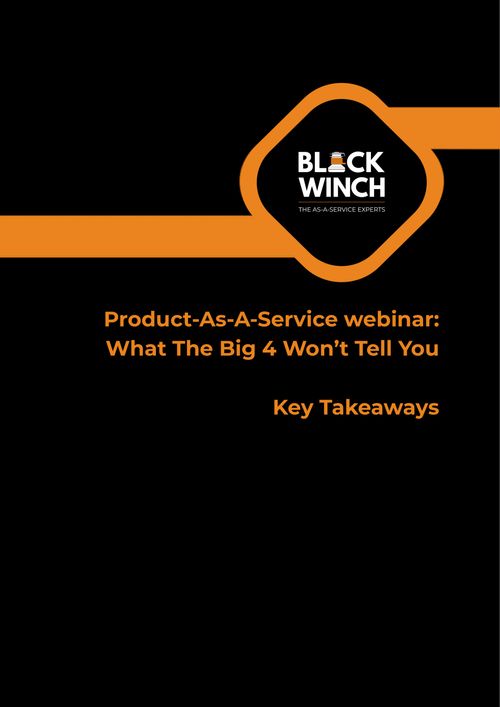 BLACK
WINCH
THE AS-A-SERVICE EXPERTS
Product-As-A-Service webinar:
What The Big 4 Won’t Tell You
Key Takeaways